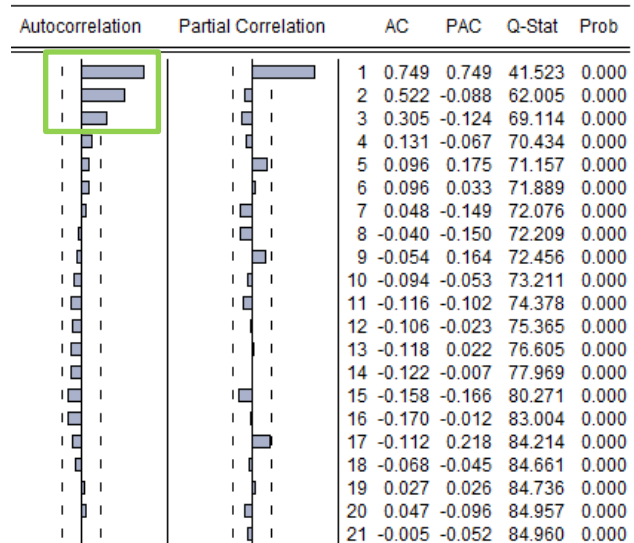 Autocorrelation Partial Correlation AC PAC Q-Stat Prob
1 0.749 0.749 41.523 0.000
2 0.522 -0.088 62.005 0.000
3 0.305 -0.124 69.114 0.000
4 0.131 -0.067 70.434 0.000
5 0.096 0.175 71.157 0.000
6 0.096 0.033 71.889 0.000
7 0.048 -0.149 72.076 0.000
8 -0.040 -0.150 72.209 0.000
9 -0.054 0.164 72.456 0.000
10 -0.094 -0.053 73.211 0.000
11 -0.116 -0.102 74.378 0.000
12 -0.106 -0.023 75.365 0.000
13 -0.118 0.022 76.605 0.000
14 -0.122 -0.007 77.969 0.000
15 -0.158 -0.166 80.271 0.000
16 -0.170 -0.012 83.004 0.000
17 -0.112 0.218 84.214 0.000
18 -0.068 -0.045 84.661 0.000
19 0.027 0.026 84.736 0.000
20 0.047 -0.096 84.957 0.000
21 -0.005 -0.052 84.960 0.000